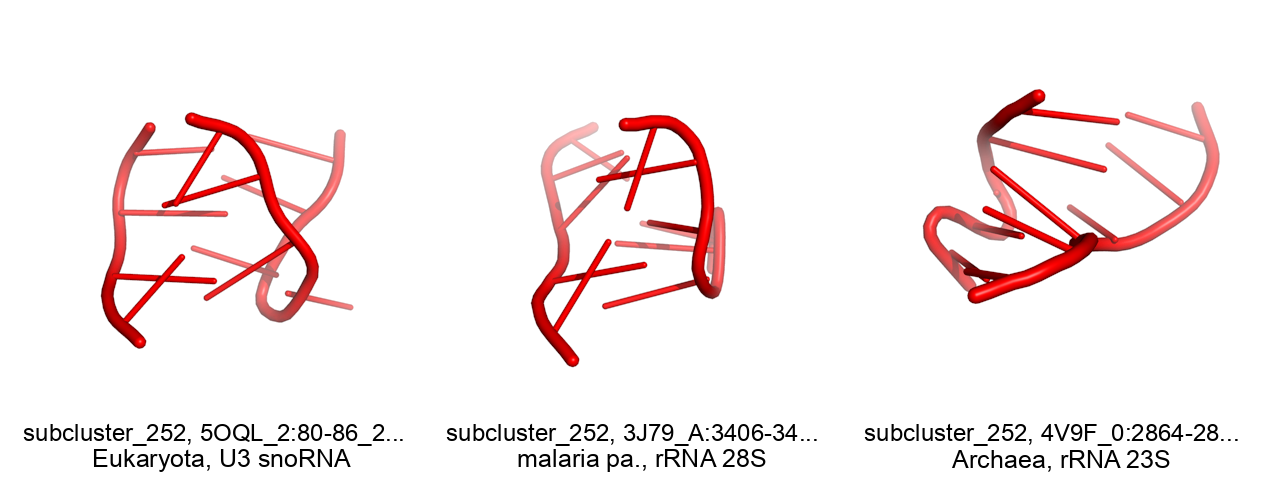 subcluster_252, 5OQL_2:80-86_2...
Eukaryota, U3 snoRNA
subcluster_252, 3J79_A:3406-34...
malaria pa., rRNA 28S
subcluster_252, 4V9F_0:2864-28...
Archaea, rRNA 23S